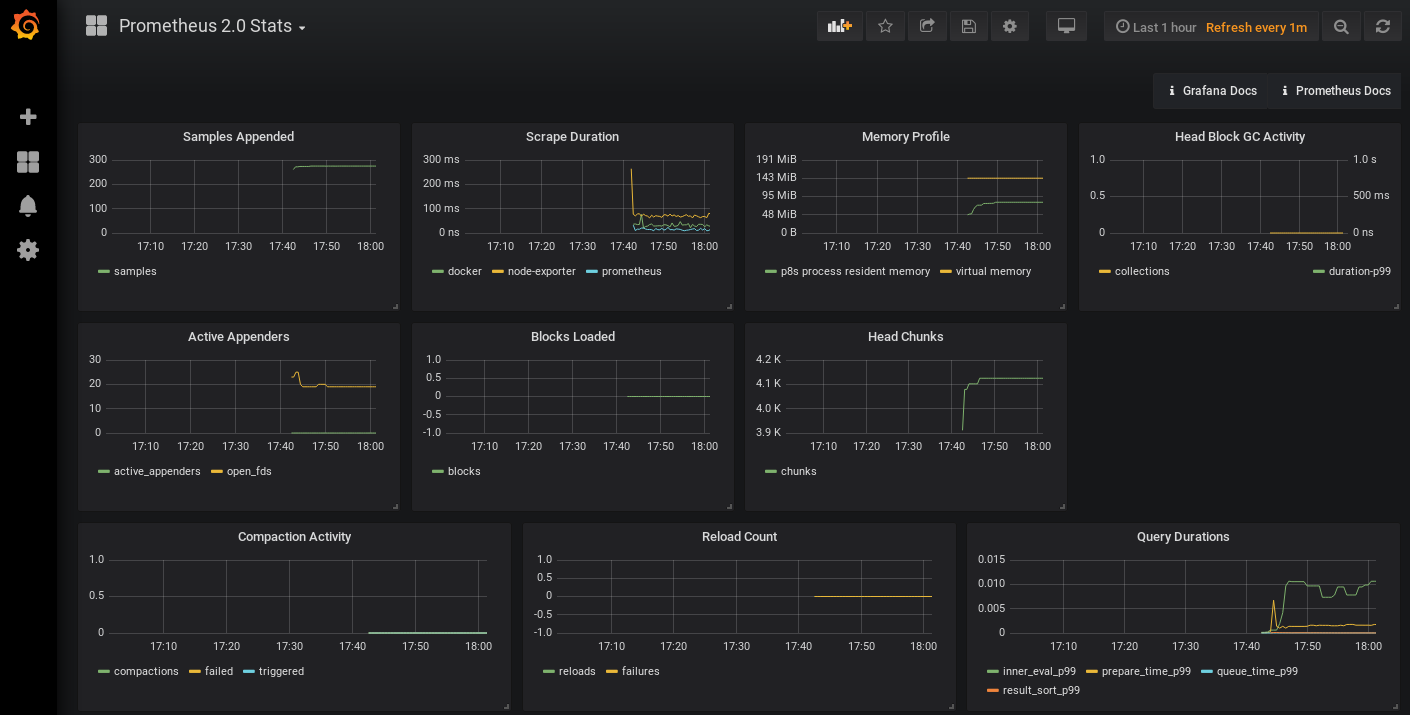 Prometheus 2.0 Stats
Last 1 hour Refresh every 1m
Grafana Docs Prometheus Docs
Samples Appended
300
200
100
0
17:10 17:20 17:30 17:40 17:50 18:00
samples
Scrape Duration
300 ms
200 ms
100 ms
0 ns
17:10 17:20 17:30 17:40 17:50 18:00
docker node-exporter prometheus
Memory Profile
191 MiB
143 MiB
95 MiB
48 MiB
0 B
17:10 17:20 17:30 17:40 17:50 18:00
p8s process resident memory virtual memory
Head Block GC Activity
1.0 1.0 s
0.5 500 ms
0 0 ns
17:10 17:20 17:30 17:40 17:50 18:00
collections duration-p99
Active Appenders
30
20
10
0
17:10 17:20 17:30 17:40 17:50 18:00
active_appenders open_fds
Blocks Loaded
1.0
0.5
0
-0.5
-1.0
17:10 17:20 17:30 17:40 17:50 18:00
blocks
Head Chunks
4.2 K
4.1 K
4.0 K
3.9 K
17:10 17:20 17:30 17:40 17:50 18:00
chunks
Compaction Activity
1.0
0.5
0
17:10 17:20 17:30 17:40 17:50 18:00
compactions failed triggered
Reload Count
1.0
0.5
0
-0.5
-1.0
17:10 17:20 17:30 17:40 17:50 18:00
reloads failures
Query Durations
0.015
0.010
0.005
0
17:10 17:20 17:30 17:40 17:50 18:00
inner_eval_p99 prepare_time_p99 queue_time_p99
result_sort_p99